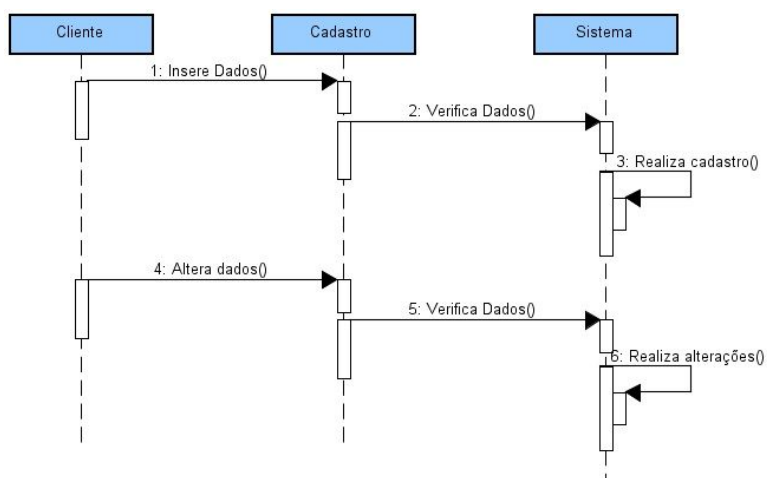 Cliente
Cadastro
Sistema
1: Insere Dados()
2: Verifica Dados()
3: Realiza cadastro()
4: Altera dados()
5: Verifica Dados()
6: Realiza alterações()